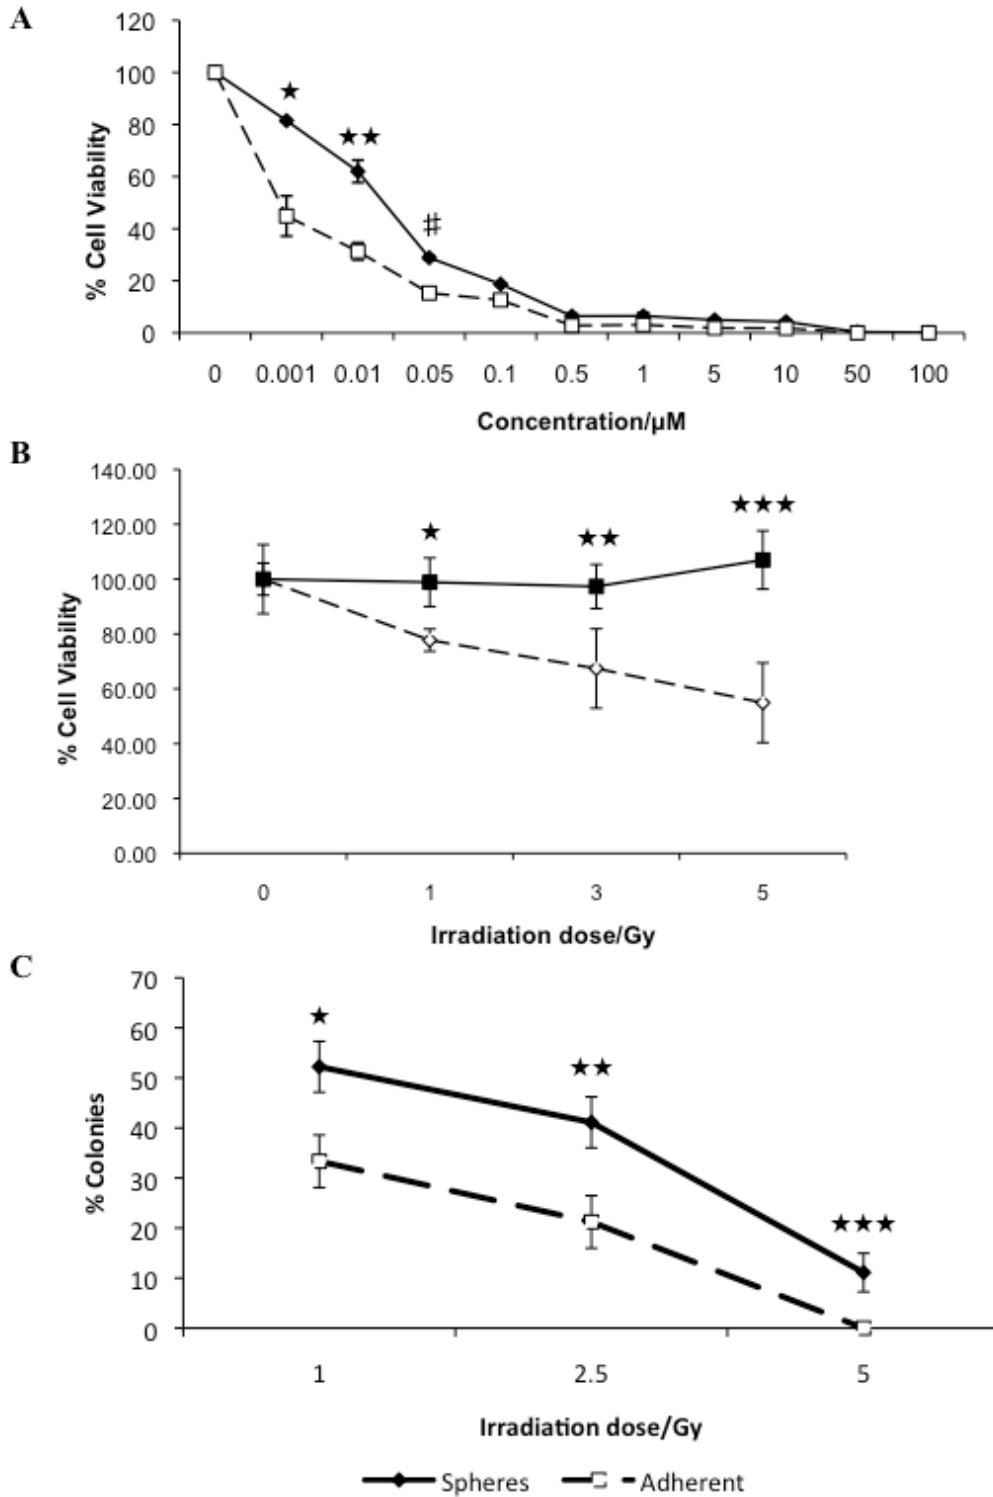 A
120
100
80
60
40
20
0
% Cell Viability
★
★★
#
0 0.001 0.01 0.05 0.1 0.5 1 5 10 50 100
Concentration/µM
B
140.00
120.00
100.00
80.00
60.00
40.00
20.00
0.00
% Cell Viability
★
★★
★★★
0 1 3 5
Irradiation dose/Gy
C
70
60
50
40
30
20
10
0
% Colonies
★
★★
★★★
1 2.5 5
Irradiation dose/Gy
Spheres Adherent